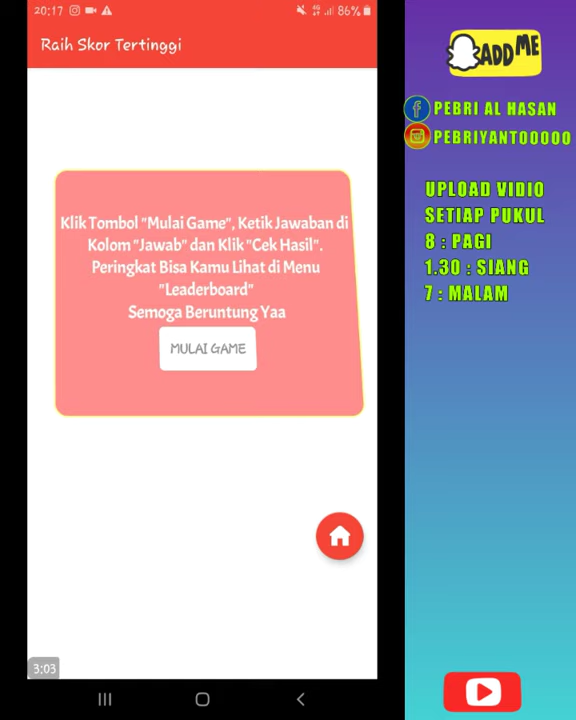 20:17
4G
86%
Raih Skor Tertinggi
Klik Tombol "Mulai Game", Ketik Jawaban di
Kolom "Jawab" dan Klik "Cek Hasil".
Peringkat Bisa Kamu Lihat di Menu
"Leaderboard"
Semoga Beruntung Yaa
MULAI GAME
3:03
ADD ME
f PEBRI AL HASAN
PEBRIYANT00000
UPLOAD VIDIO
SETIAP PUKUL
8 : PAGI
1.30 : SIANG
7 : MALAM